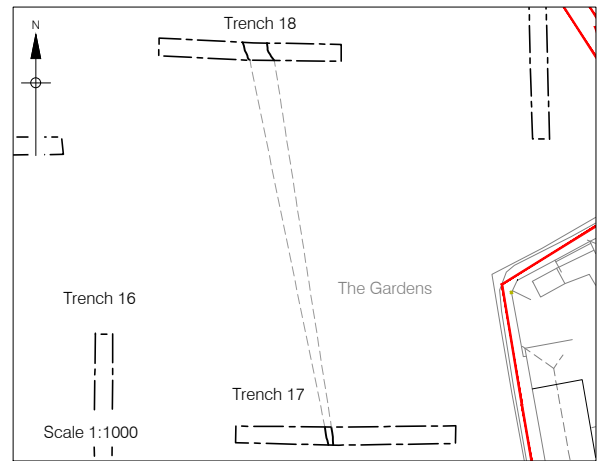 Trench 18
N
The Gardens
Trench 16
Trench 17
Scale 1:1000